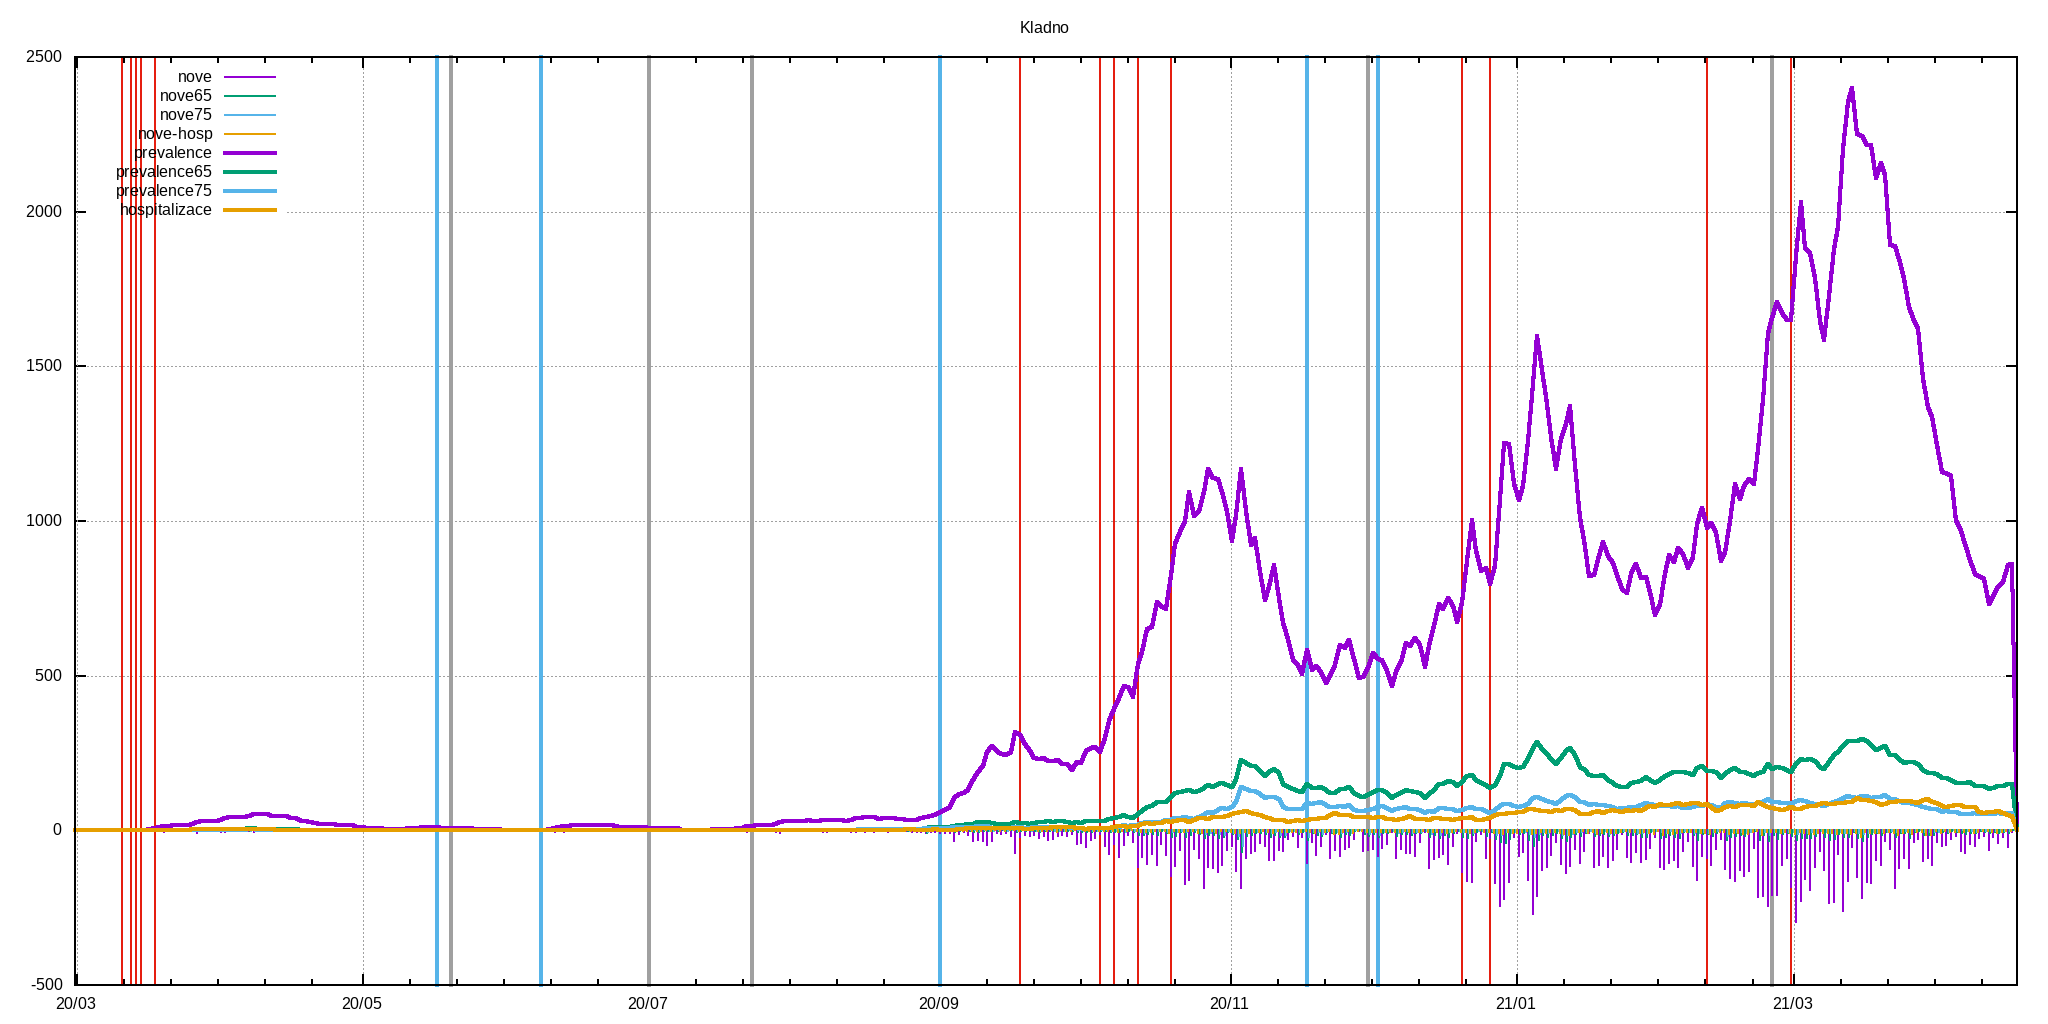 Kladno
2500
2000
1500
1000
500
0
-500
nove
nove65
nove75
nove-hosp
prevalence
prevalence65
prevalence75
hospitalizace
20/03 20/05 20/07 20/09 20/11 21/01 21/03